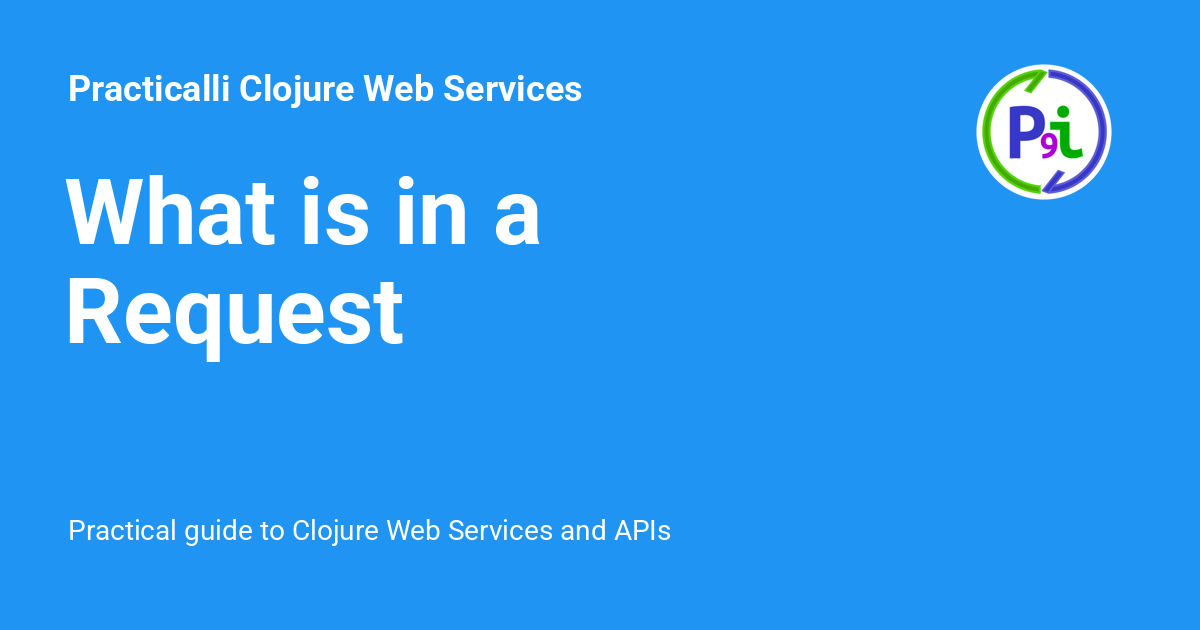 Practicalli Clojure Web Services
P9i
What is in a
Request
Practical guide to Clojure Web Services and APIs